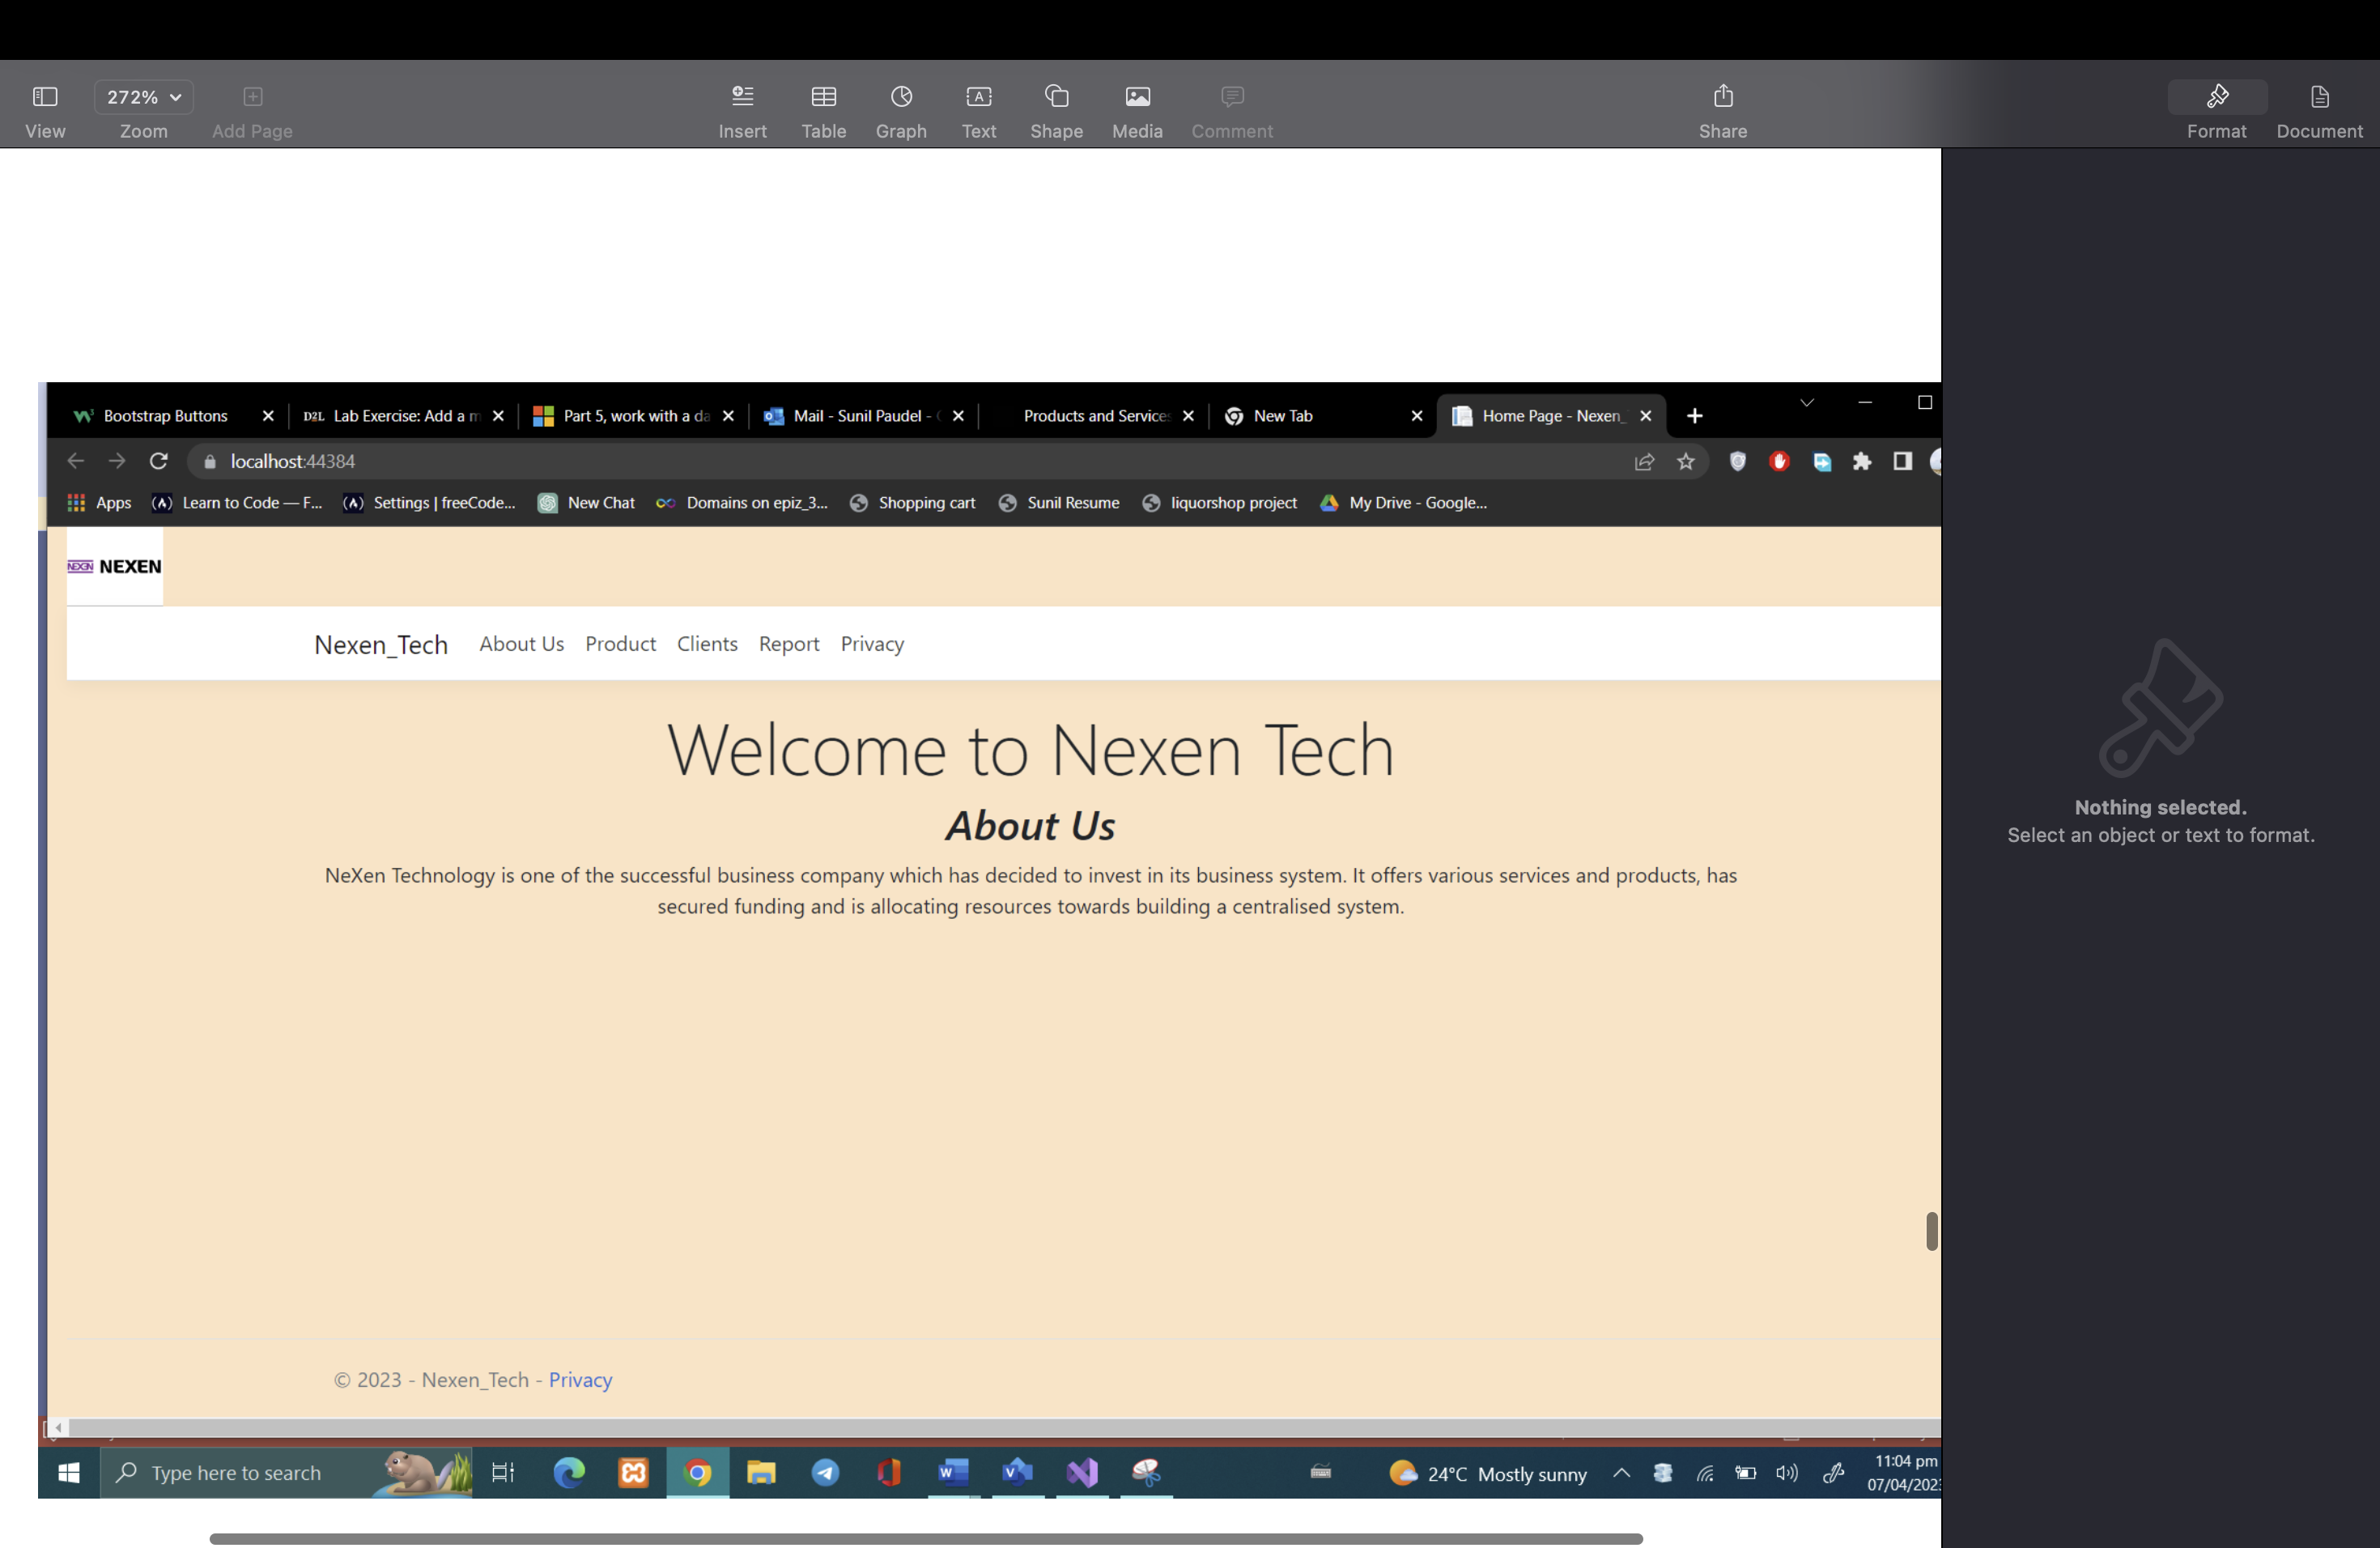 272%
View Zoom Add Page Insert Table Graph Text Shape Media Comment Share Format Document
Bootstrap Buttons Lab Exercise: Add a m Part 5, work with a da Mail - Sunil Paudel - Products and Service New Tab Home Page - Nexen_
localhost:44384
Apps Learn to Code — F... Settings | freeCode... New Chat Domains on epiz_3... Shopping cart Sunil Resume liquorshop project My Drive - Google...
NEXEN NEXEN
Nexen_Tech About Us Product Clients Report Privacy
Welcome to Nexen Tech
About Us
NeXen Technology is one of the successful business company which has decided to invest in its business system. It offers various services and products, has
secured funding and is allocating resources towards building a centralised system.
Nothing selected.
Select an object or text to format.
© 2023 - Nexen_Tech - Privacy
Type here to search
24°C Mostly sunny
11:04 pm
07/04/202